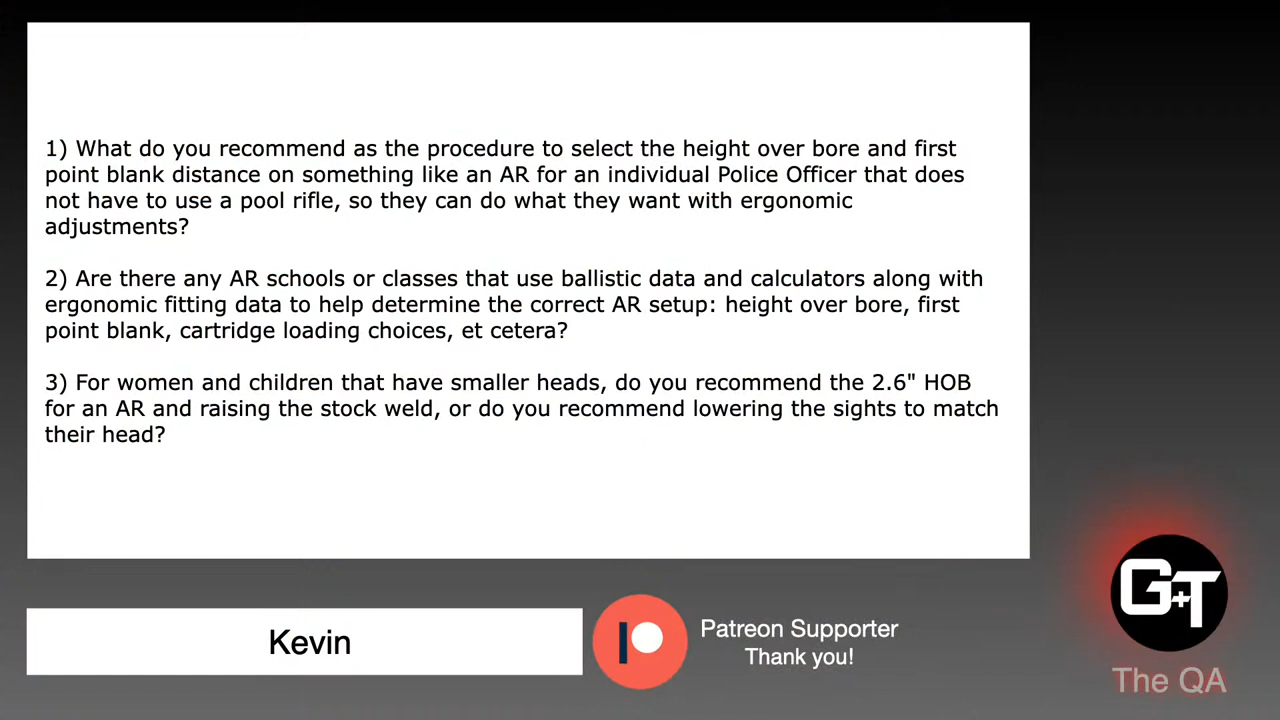 1) What do you recommend as the procedure to select the height over bore and first
point blank distance on something like an AR for an individual Police Officer that does
not have to use a pool rifle, so they can do what they want with ergonomic
adjustments?
2) Are there any AR schools or classes that use ballistic data and calculators along with
ergonomic fitting data to help determine the correct AR setup: height over bore, first
point blank, cartridge loading choices, et cetera?
3) For women and children that have smaller heads, do you recommend the 2.6" HOB
for an AR and raising the stock weld, or do you recommend lowering the sights to match
their head?
Kevin
Patreon Supporter
Thank you!
G+T
The QA